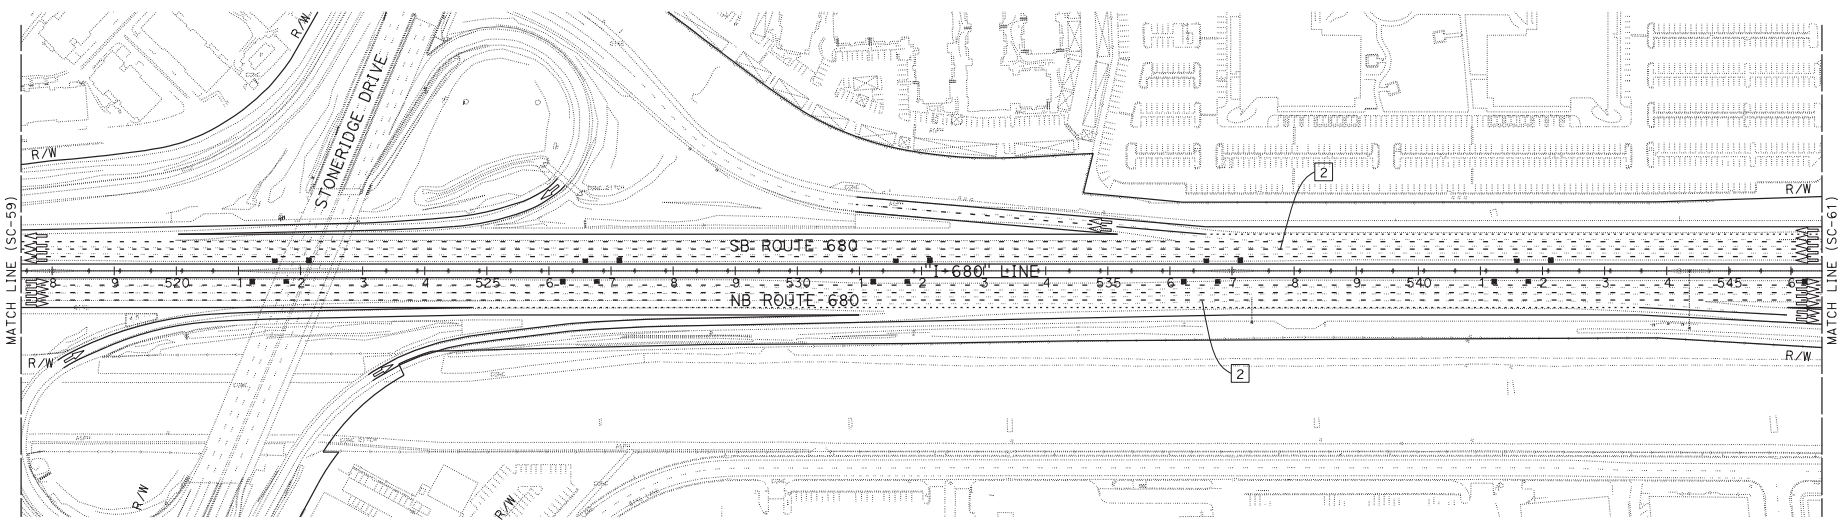 R/W
R/W
STONERIDGE DRIVE
2
R/W
MATCH LINE (SC-59)
MATCH LINE (SC-61)
SB ROUTE 680
"I-680" LINE
8 9 520 1 2 3 4 525 6 7 8 9 530 1 2 3 4 535 6 7 8 9 540 1 2 3 4 545 6
NB ROUTE 680
R/W
R/W
2
R/W
R/W